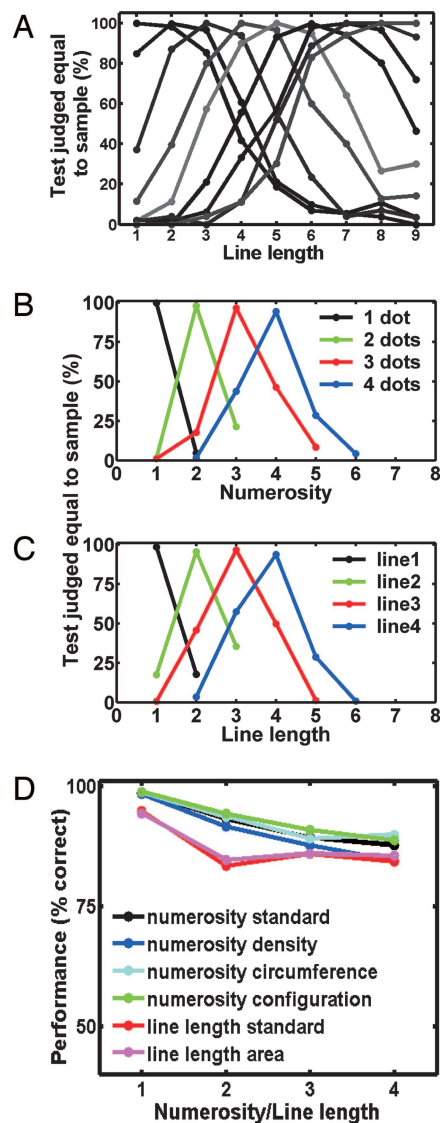 A
Test judged equal
to sample (%)
100
80
60
40
20
0
1 2 3 4 5 6 7 8 9
Line length
B
Test judged equal to sample (%)
100
75
50
25
0
0 1 2 3 4 5 6 7 8
Numerosity
1 dot
2 dots
3 dots
4 dots
C
100
75
50
25
0
0 1 2 3 4 5 6 7 8
Line length
line1
line2
line3
line4
D
Performance (% correct)
100
75
50
numerosity standard
numerosity density
numerosity circumference
numerosity configuration
line length standard
line length area
1 2 3 4
Numerosity/Line length